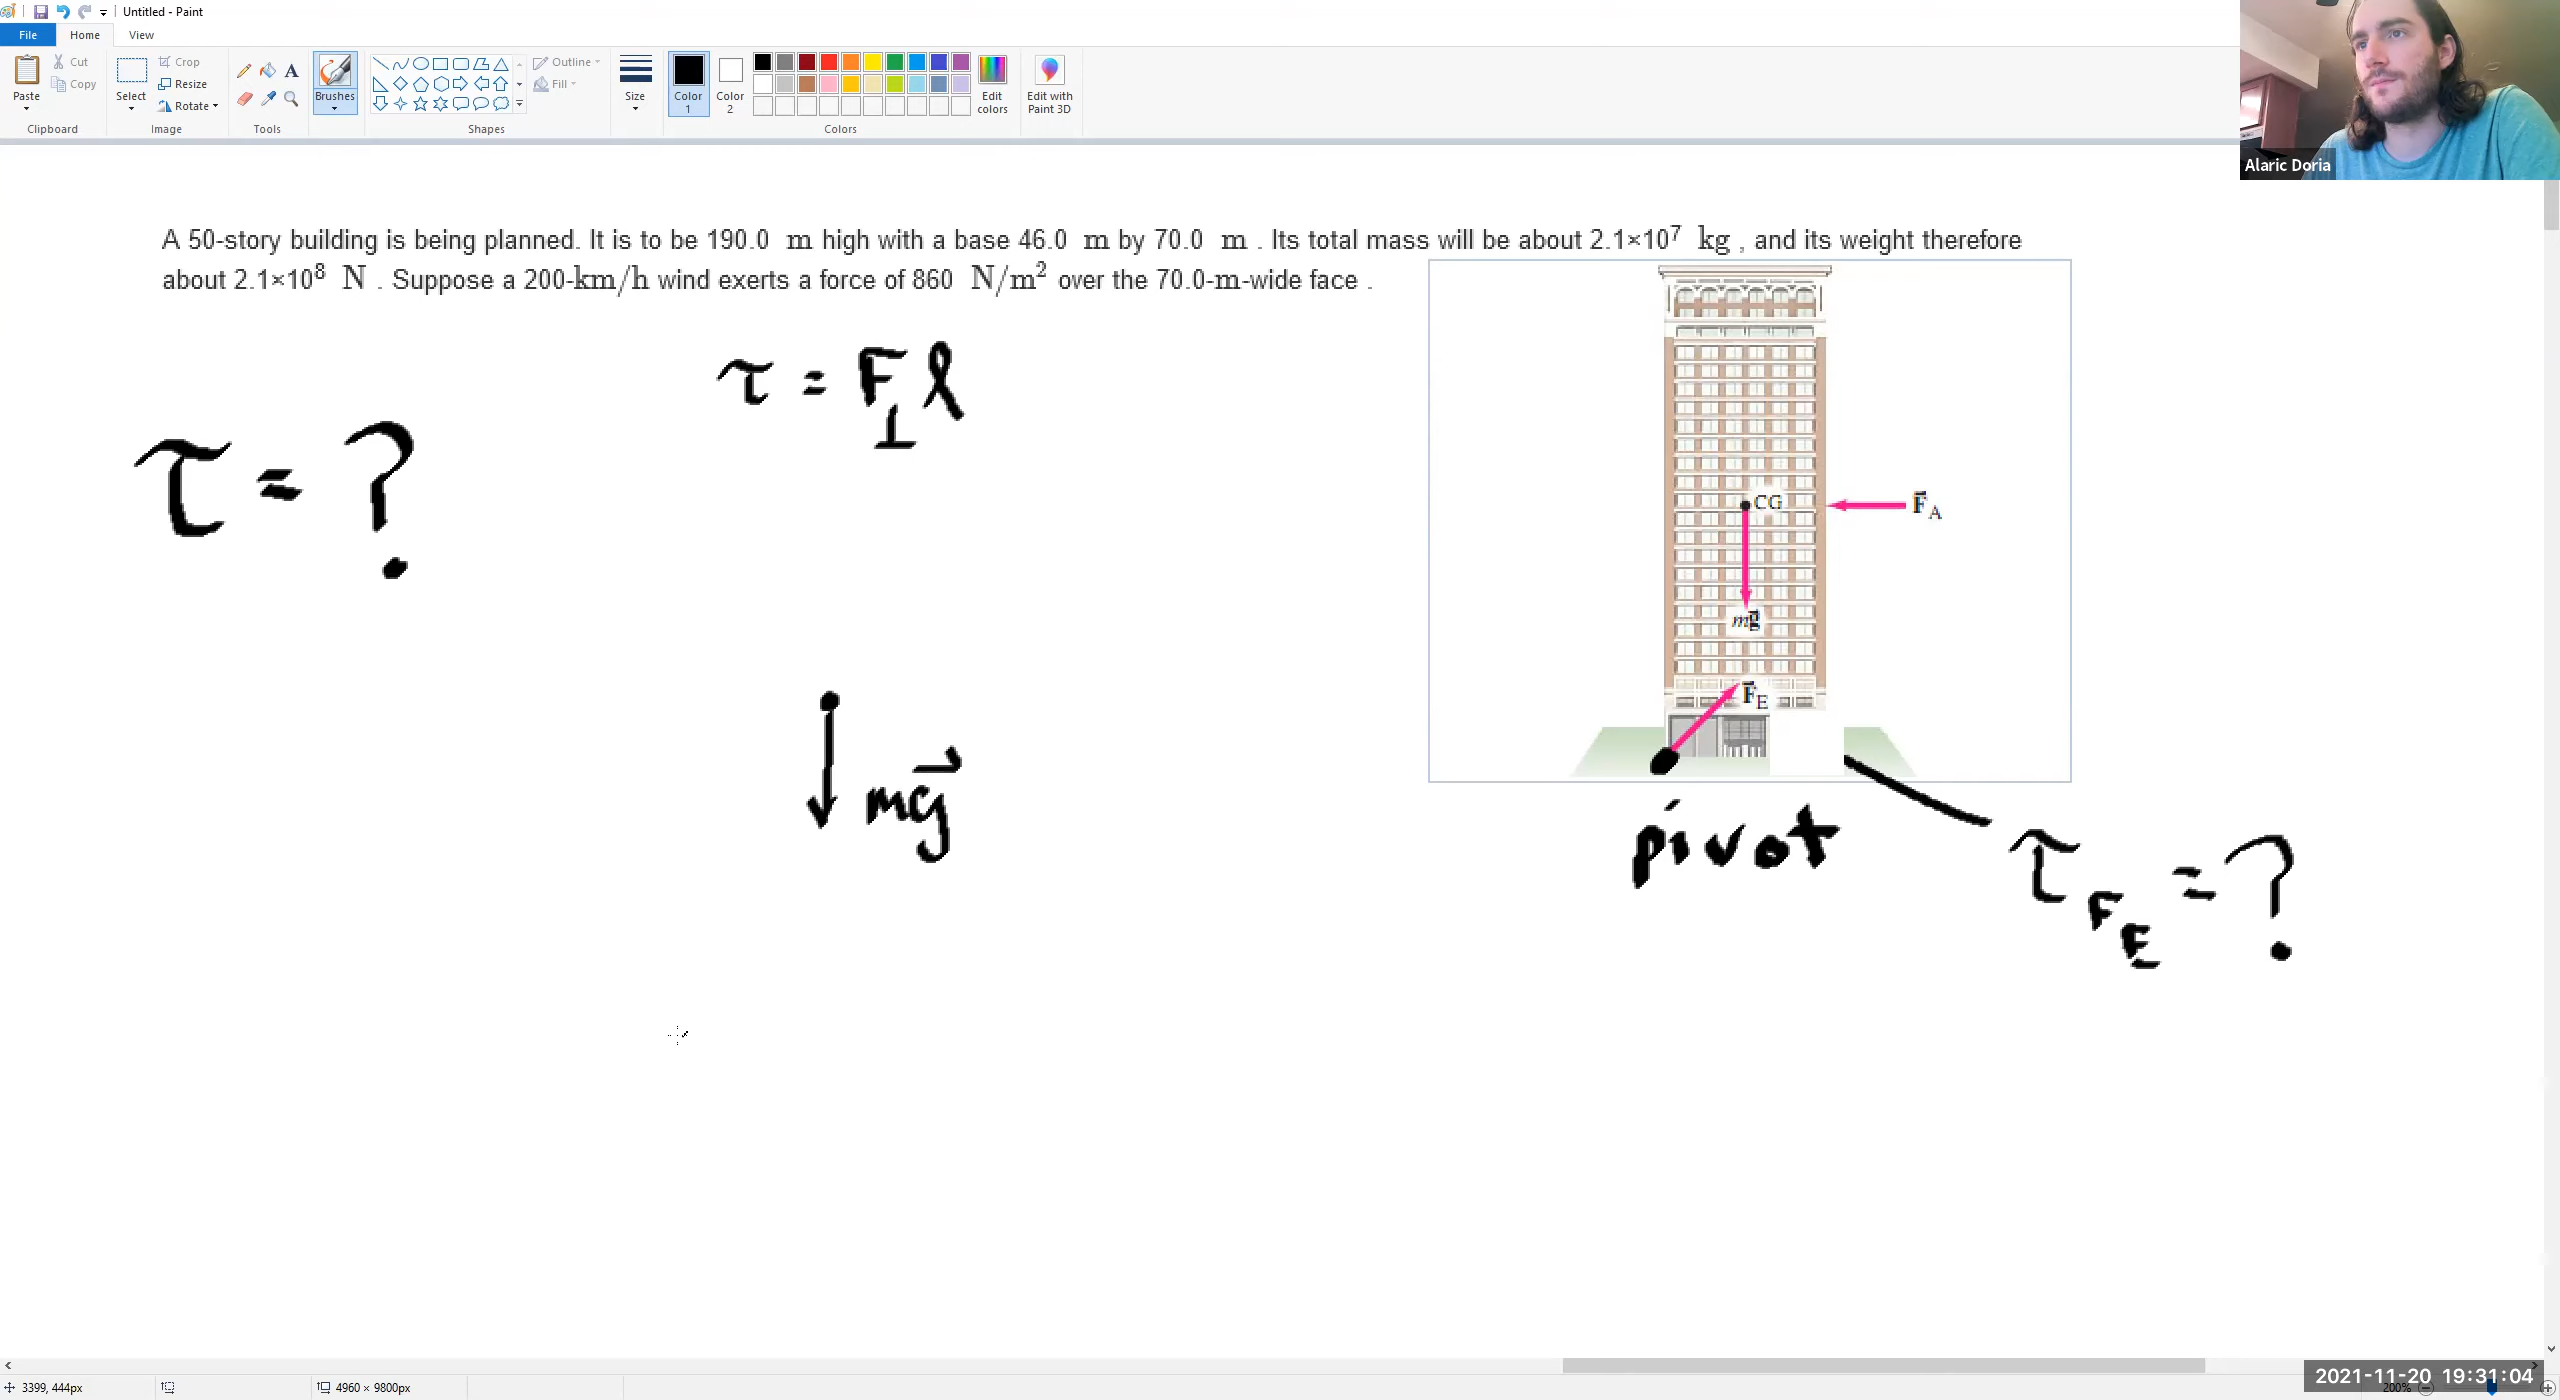 Untitled - Paint
File Home View
Paste Cut Copy Clipboard
Select Crop Resize Rotate Image
Tools
Brushes
Shapes
Outline Fill
Size
Color 1
Color 2
Colors
Edit colors
Edit with Paint 3D
Alaric Doria
A 50-story building is being planned. It is to be 190.0 m high with a base 46.0 m by 70.0 m . Its total mass will be about 2.1×10⁷ kg , and its weight therefore
about 2.1×10⁸ N . Suppose a 200-km/h wind exerts a force of 860 N/m² over the 70.0-m-wide face .
τ = F⊥ ℓ
τ = ?
CG
F⃗_A
mg⃗
F⃗_E
mg⃗
pivot
τ_F_E = ?
3399, 444px
4960 × 9800px
200%
2021-11-20 19:31:04